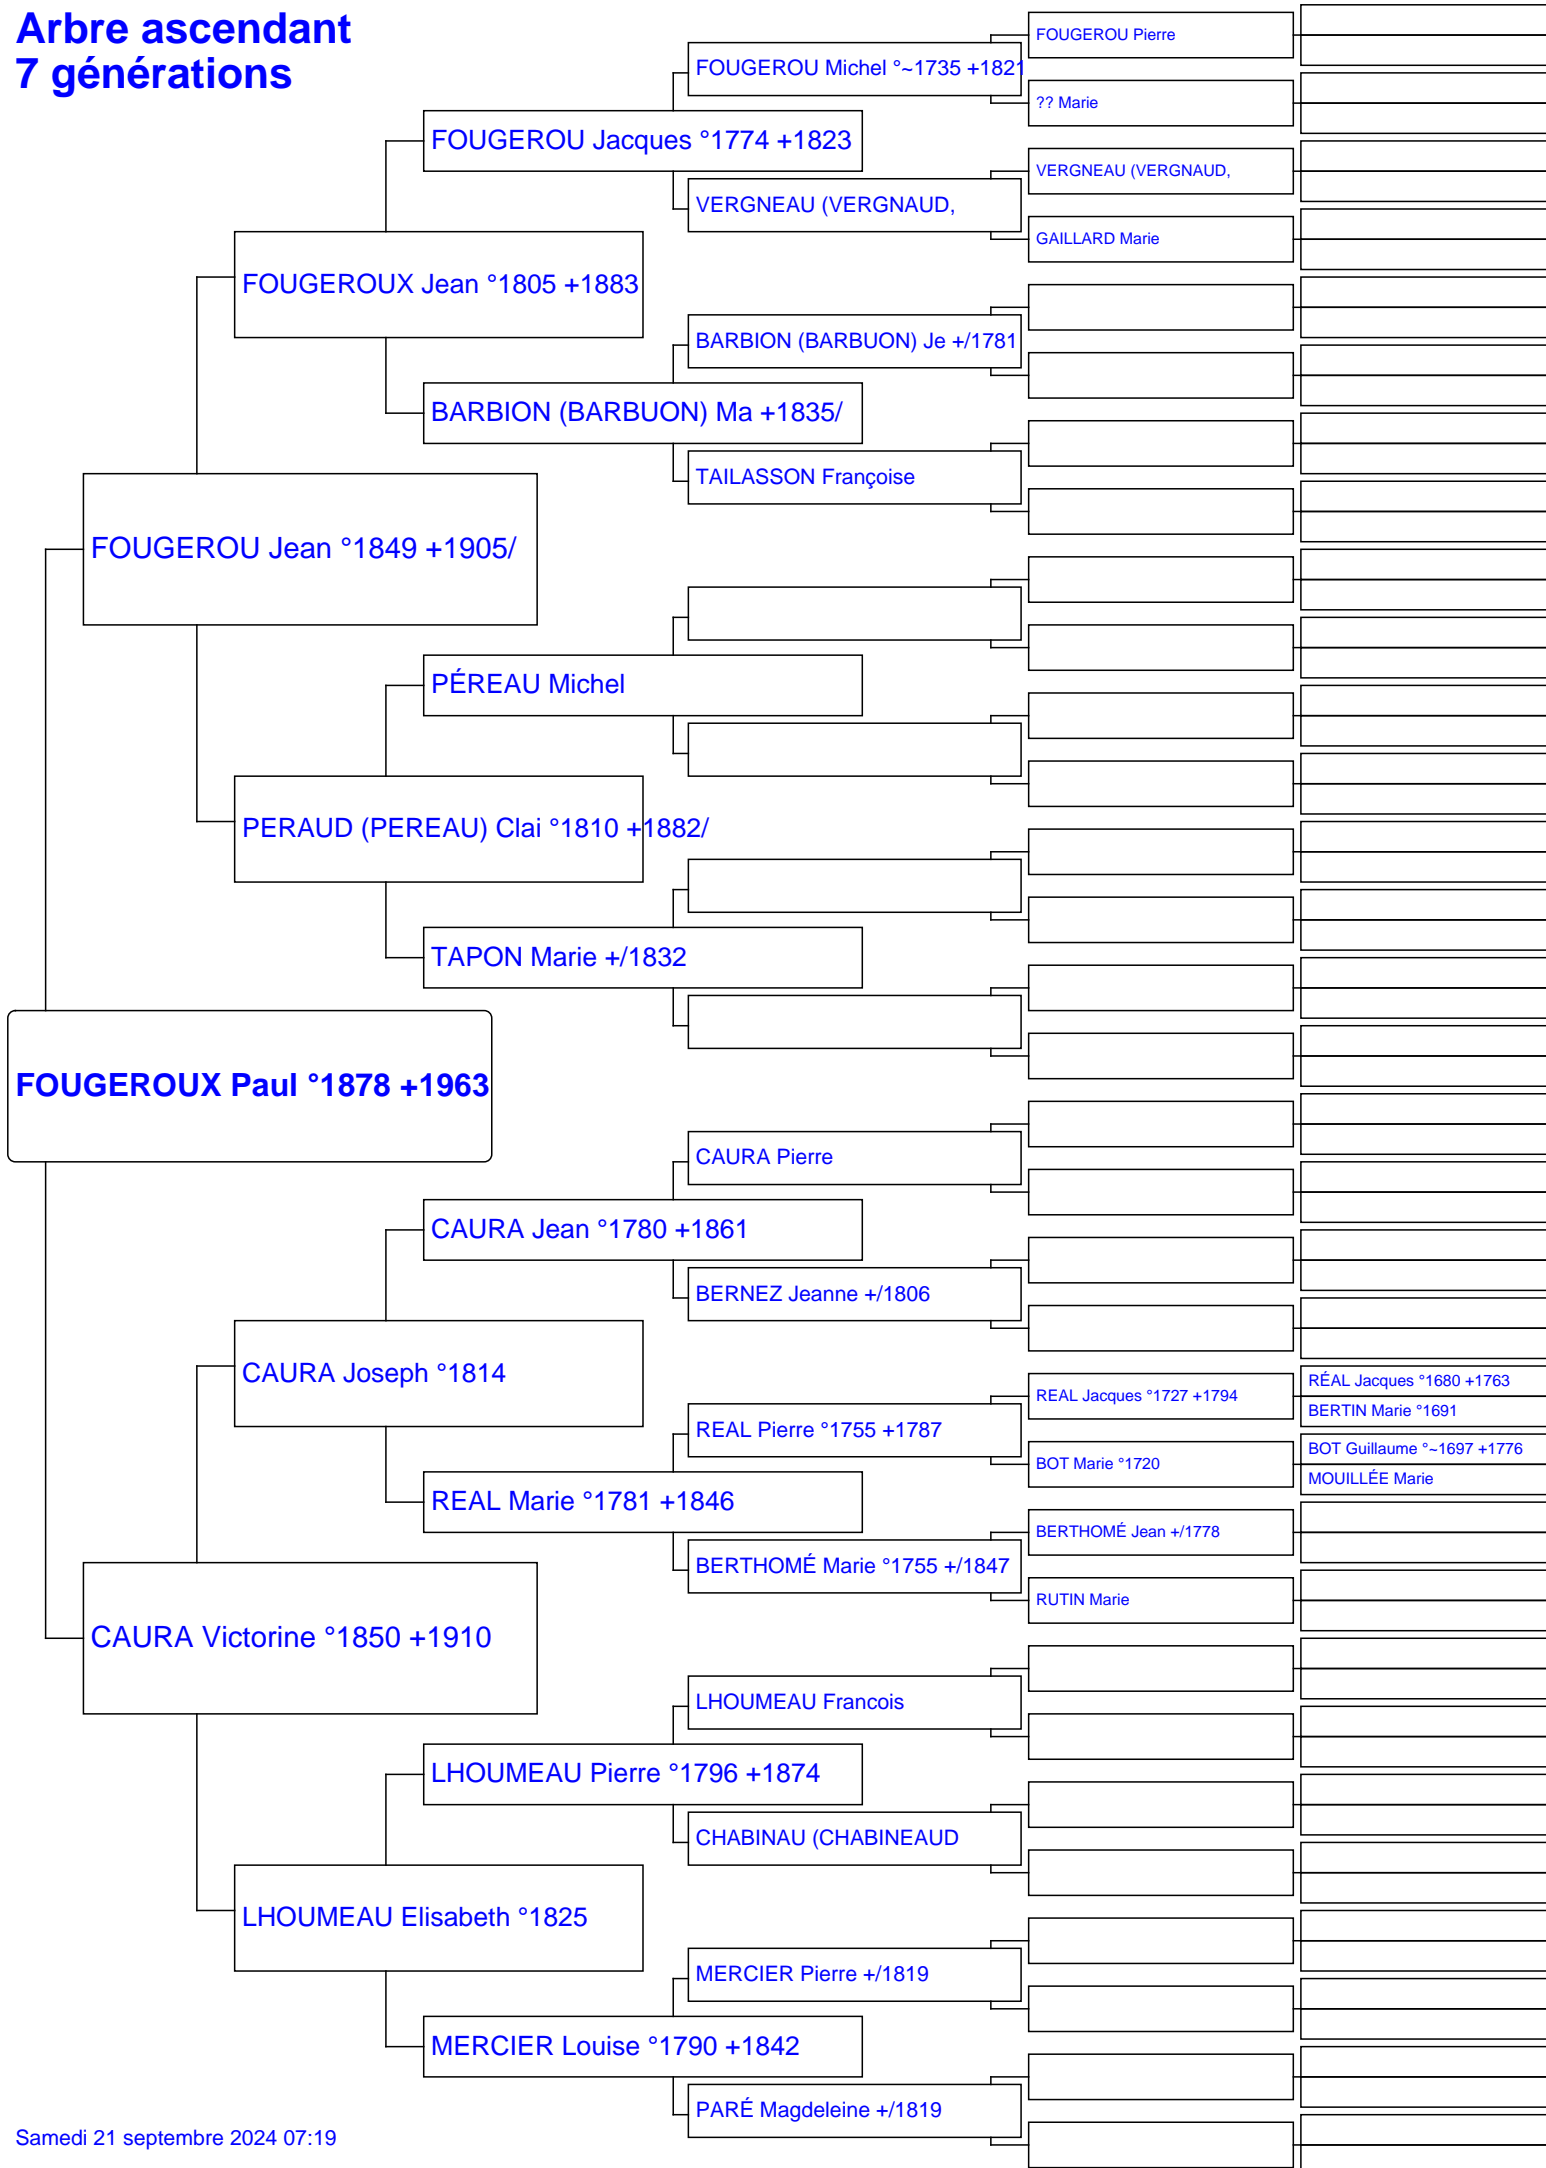 Arbre ascendant
7 générations
FOUGEROU Pierre
FOUGEROU Michel °~1735 +1821
?? Marie
FOUGEROU Jacques °1774 +1823
VERGNEAU (VERGNAUD,
VERGNEAU (VERGNAUD,
GAILLARD Marie
FOUGEROUX Jean °1805 +1883
BARBION (BARBUON) Je +/1781
BARBION (BARBUON) Ma +1835/
TAILASSON Françoise
FOUGEROU Jean °1849 +1905/
PÉREAU Michel
PERAUD (PEREAU) Clai °1810 +1882/
TAPON Marie +/1832
FOUGEROUX Paul °1878 +1963
CAURA Pierre
CAURA Jean °1780 +1861
BERNEZ Jeanne +/1806
CAURA Joseph °1814
RÉAL Jacques °1680 +1763
REAL Jacques °1727 +1794
BERTIN Marie °1691
REAL Pierre °1755 +1787
BOT Guillaume °~1697 +1776
BOT Marie °1720
MOUILLÉE Marie
REAL Marie °1781 +1846
BERTHOMÉ Jean +/1778
BERTHOMÉ Marie °1755 +/1847
RUTIN Marie
CAURA Victorine °1850 +1910
LHOUMEAU Francois
LHOUMEAU Pierre °1796 +1874
CHABINAU (CHABINEAUD
LHOUMEAU Elisabeth °1825
MERCIER Pierre +/1819
MERCIER Louise °1790 +1842
PARÉ Magdeleine +/1819
Samedi 21 septembre 2024 07:19